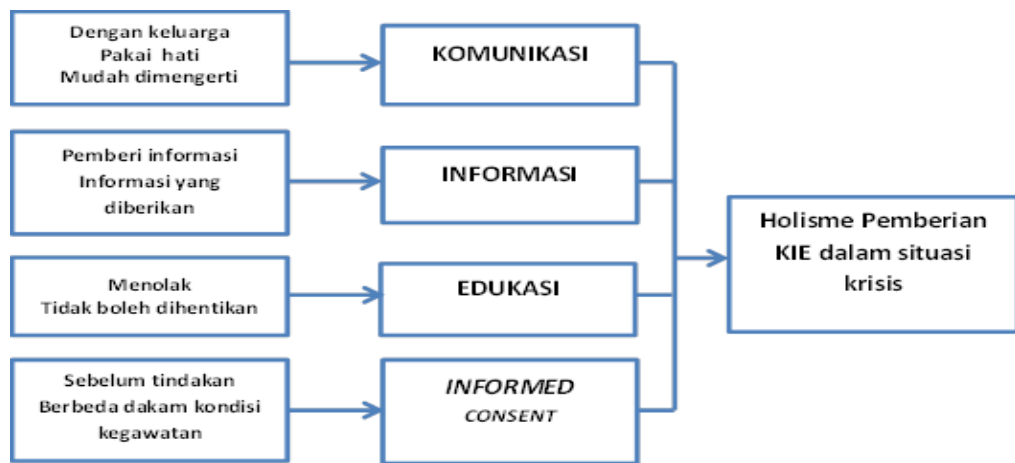 Dengan keluarga
Pakai hati
Mudah dimengerti
KOMUNIKASI
Pemberi informasi
Informasi yang
diberikan
INFORMASI
Menolak
Tidak boleh dihentikan
EDUKASI
Sebelum tindakan
Berbeda dakam kondisi
kegawatan
INFORMED
CONSENT
Holisme Pemberian
KIE dalam situasi
krisis